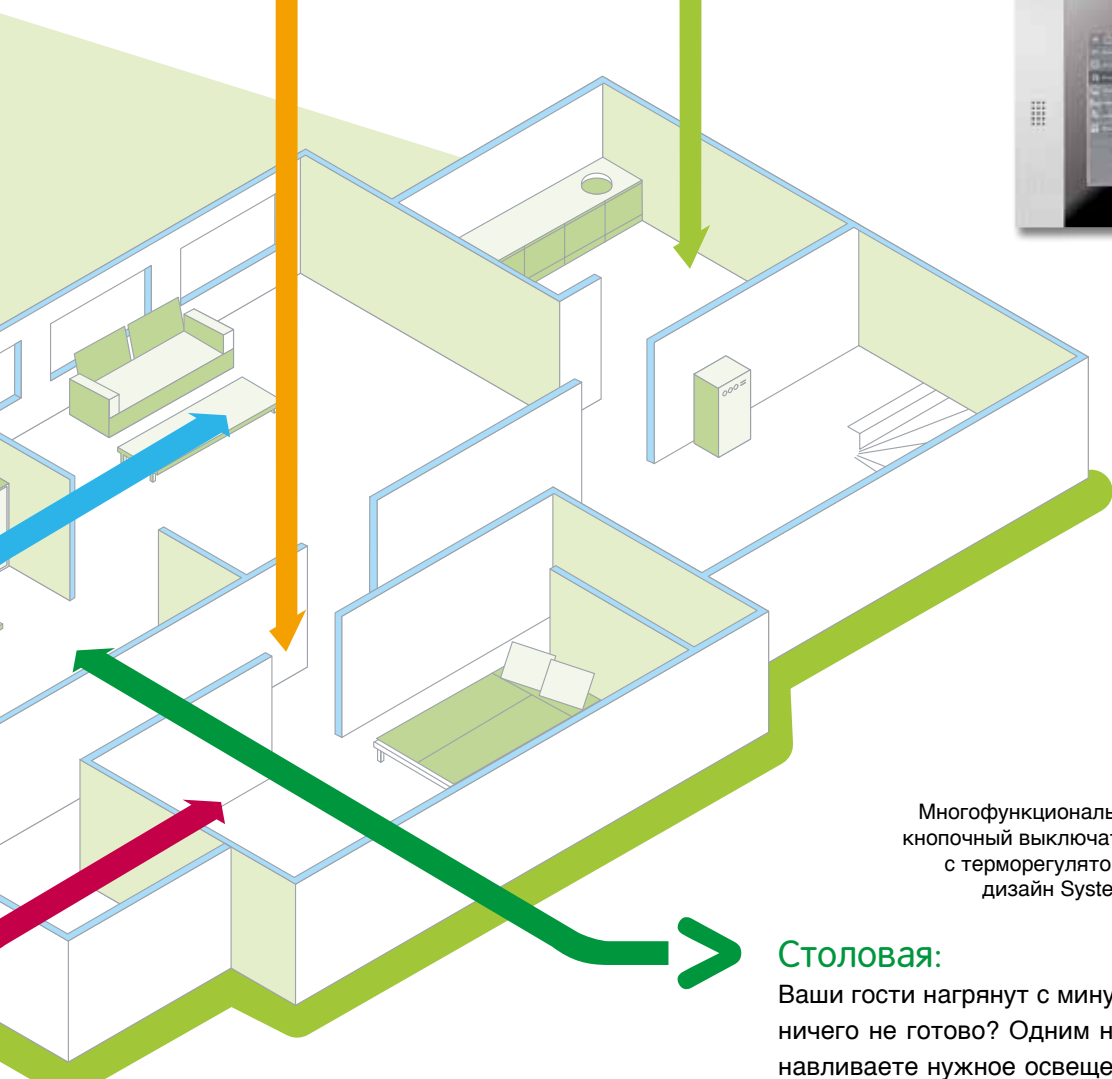 Многофункциональ
кнопочный выключат
с терморегулято
дизайн Syste
Столовая:
Ваши гости нагрянут с мину
ничего не готово? Одним н
навливаете нужное освеще